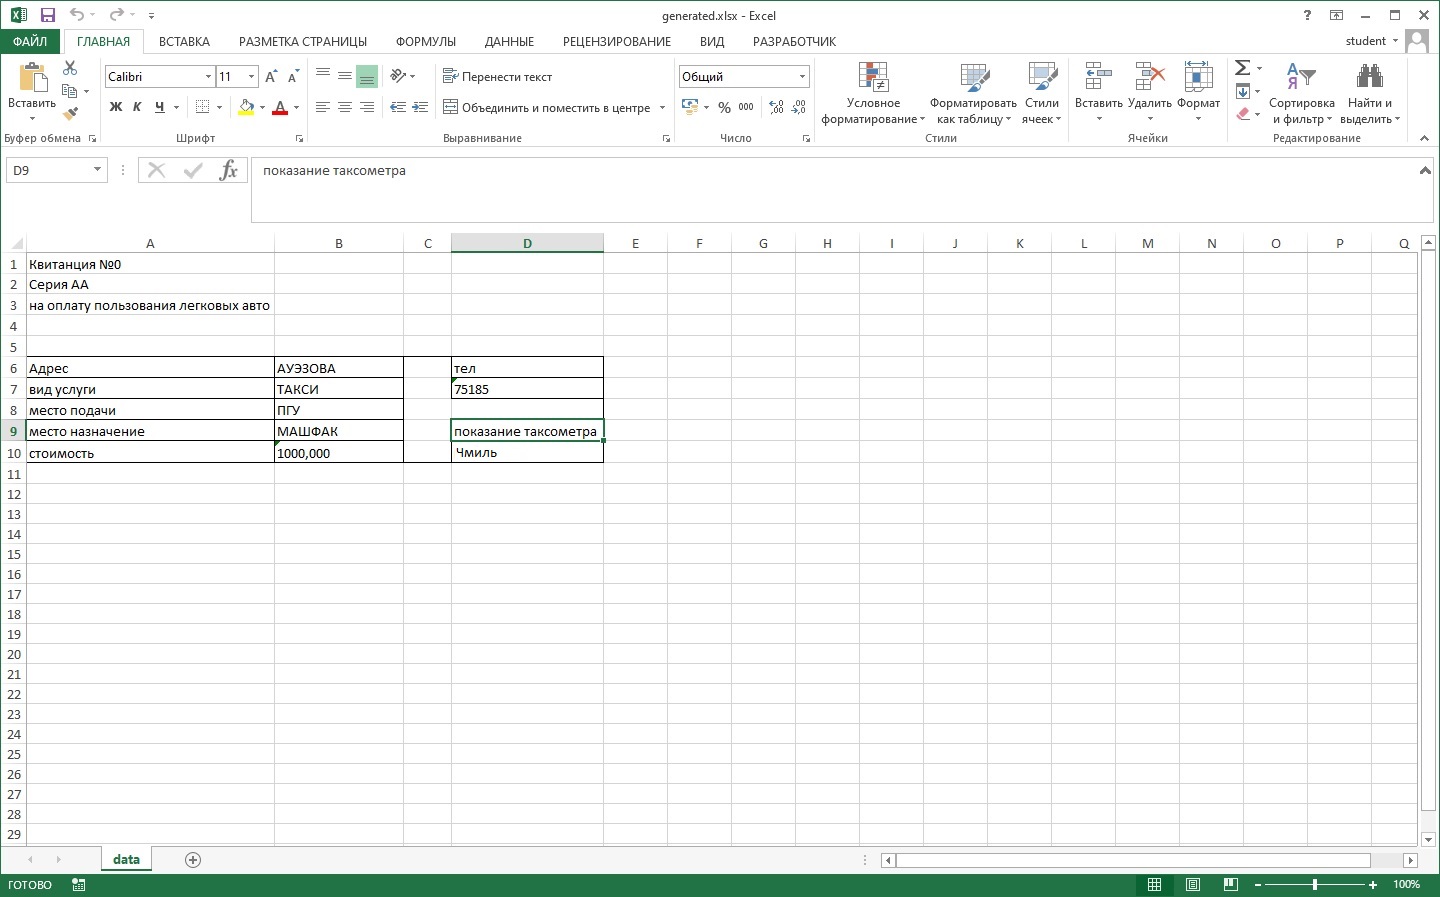 generated.xlsx - Excel
ФАЙЛ ГЛАВНАЯ ВСТАВКА РАЗМЕТКА СТРАНИЦЫ ФОРМУЛЫ ДАННЫЕ РЕЦЕНЗИРОВАНИЕ ВИД РАЗРАБОТЧИК student
Вставить
Calibri 11
Ж К Ч
Перенести текст
Объединить и поместить в центре
Общий
% 000
Условное форматирование
Форматировать как таблицу
Стили ячеек
Вставить Удалить Формат
Сортировка и фильтр
Найти и выделить
Буфер обмена Шрифт Выравнивание Число Стили Ячейки Редактирование
D9 fx показание таксометра
A B C D E F G H I J K L M N O P Q
1 Квитанция №0
2 Серия АА
3 на оплату пользования легковых авто
4
5
6 Адрес АУЭЗОВА тел
7 вид услуги ТАКСИ 75185
8 место подачи ПГУ
9 место назначение МАШФАК показание таксометра
10 стоимость 1000,000 Чмиль
11
12
13
14
15
16
17
18
19
20
21
22
23
24
25
26
27
28
29
data
ГОТОВО 100%